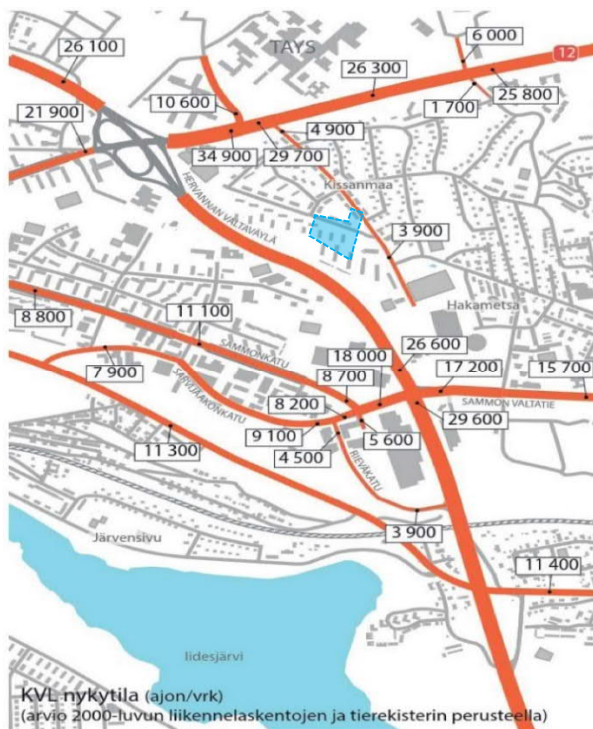 6 000
26 100
TAYS
12
26 300
10 600
1 700
25 800
21 900
4 900
34 900
29 700
Kissanmaa
HERVANNAN VALTAVÄYLÄ
3 900
Hakametsä
8 800
11 100
SAMMONKATU
18 000
26 600
17 200
15 700
7 900
8 700
SAMMON VALTATIE
SARVIJAAKONKATU
8 200
9 100
5 600
29 600
4 500
11 300
RIEVÄKATU
3 900
Järvensivu
11 400
Iidesjärvi
KVL nykytila (ajon/vrk)
(arvio 2000-luvun liikennelaskentojen ja tierekisterin perusteella)